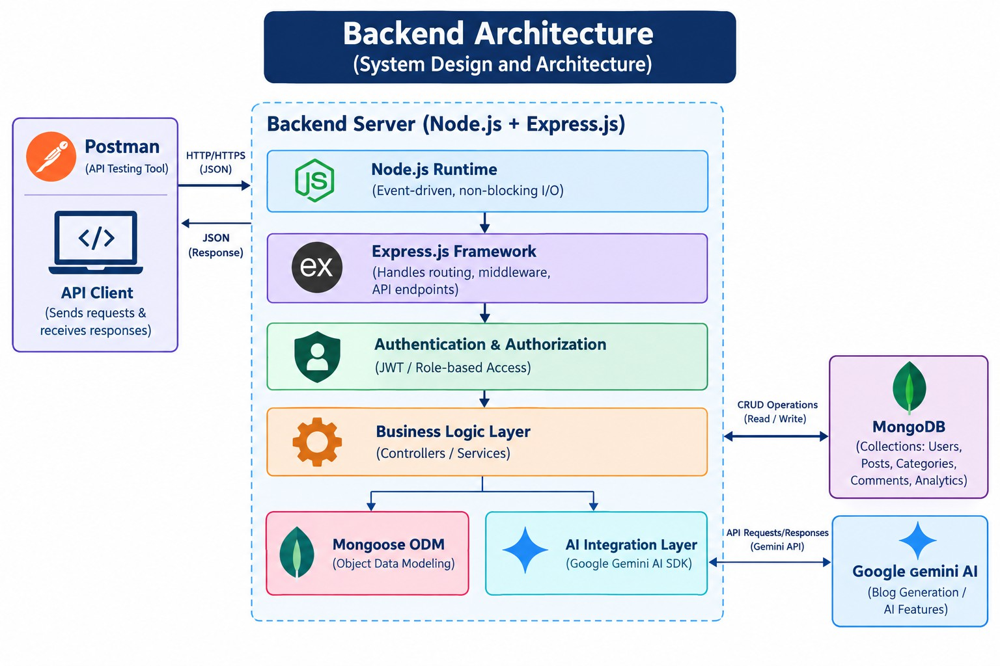 Backend Architecture
(System Design and Architecture)
Postman
(API Testing Tool)
</>
API Client
(Sends requests &
receives responses)
HTTP/HTTPS
(JSON)
JSON
(Response)
Backend Server (Node.js + Express.js)
JS
Node.js Runtime
(Event-driven, non-blocking I/O)
ex
Express.js Framework
(Handles routing, middleware,
API endpoints)
Authentication & Authorization
(JWT / Role-based Access)
Business Logic Layer
(Controllers / Services)
Mongoose ODM
(Object Data Modeling)
AI Integration Layer
(Google Gemini AI SDK)
CRUD Operations
(Read / Write)
MongoDB
(Collections: Users,
Posts, Categories,
Comments, Analytics)
API Requests/Responses
(Gemini API)
Google Gemini AI
(Blog Generation /
AI Features)